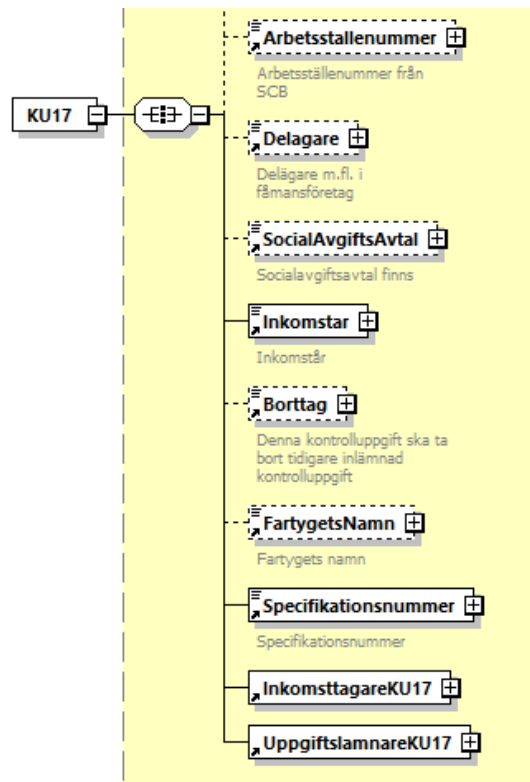 Arbetsstallenummer
Arbetsställenummer från
SCB
KU17
Delagare
Delägare m.fl. i
fåmansföretag
SocialAvgiftsAvtal
Socialavgiftsavtal finns
Inkomstar
Inkomstår
Borttag
Denna kontrolluppgift ska ta
bort tidigare inlämnad
kontrolluppgift
FartygetsNamn
Fartygets namn
Specifikationsnummer
Specifikationsnummer
InkomsttagareKU17
UppgiftslamnareKU17